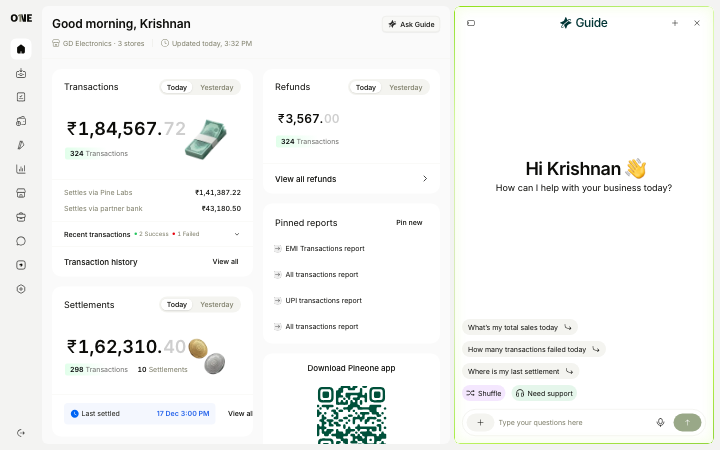 ONE
Good morning, Krishnan
Ask Guide
GD Electronics · 3 stores
Updated today, 3:32 PM
Transactions
Today
Yesterday
₹1,84,567.72
324 Transactions
Settles via Pine Labs
₹1,41,387.22
Settles via partner bank
₹43,180.50
Recent transactions
2 Success
1 Failed
Transaction history
View all
Settlements
Today
Yesterday
₹1,62,310.40
298 Transactions
10 Settlements
Last settled
17 Dec 3:00 PM
View all
Refunds
Today
Yesterday
₹3,567.00
324 Transactions
View all refunds
Pinned reports
Pin new
EMI Transactions report
All transactions report
UPI transactions report
All transactions report
Download Pineone app
Guide
Hi Krishnan 👋
How can I help with your business today?
What's my total sales today
How many transactions failed today
Where is my last settlement
Shuffle
Need support
Type your questions here